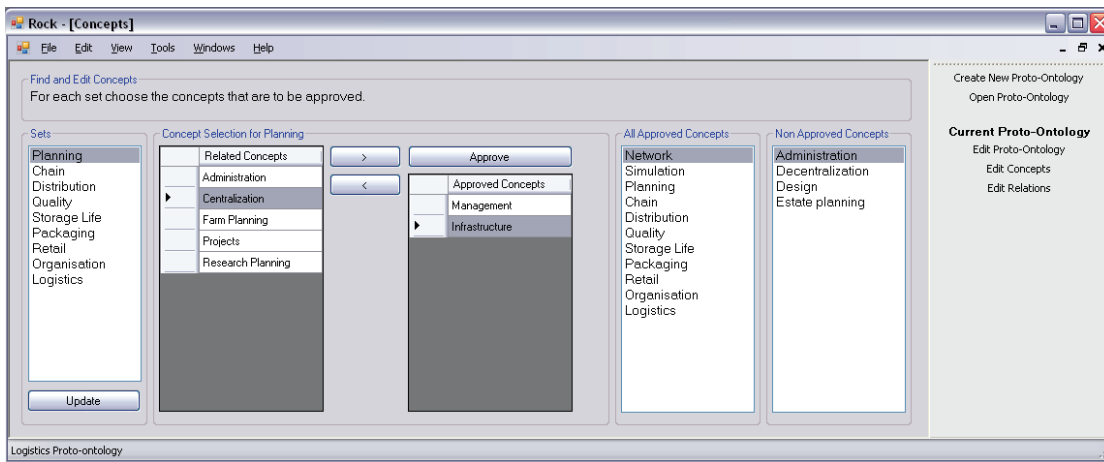 Rock - [Concepts]
File Edit View Tools Windows Help
Find and Edit Concepts
For each set choose the concepts that are to be approved.
Sets
Planning
Chain
Distribution
Quality
Storage Life
Packaging
Retail
Organisation
Logistics
Update
Concept Selection for Planning
Related Concepts
Administration
Centralization
Farm Planning
Projects
Research Planning
>
<
Approve
Approved Concepts
Management
Infrastructure
All Approved Concepts
Network
Simulation
Planning
Chain
Distribution
Quality
Storage Life
Packaging
Retail
Organisation
Logistics
Non Approved Concepts
Administration
Decentralization
Design
Estate planning
Create New Proto-Ontology
Open Proto-Ontology
Current Proto-Ontology
Edit Proto-Ontology
Edit Concepts
Edit Relations
Logistics Proto-ontology